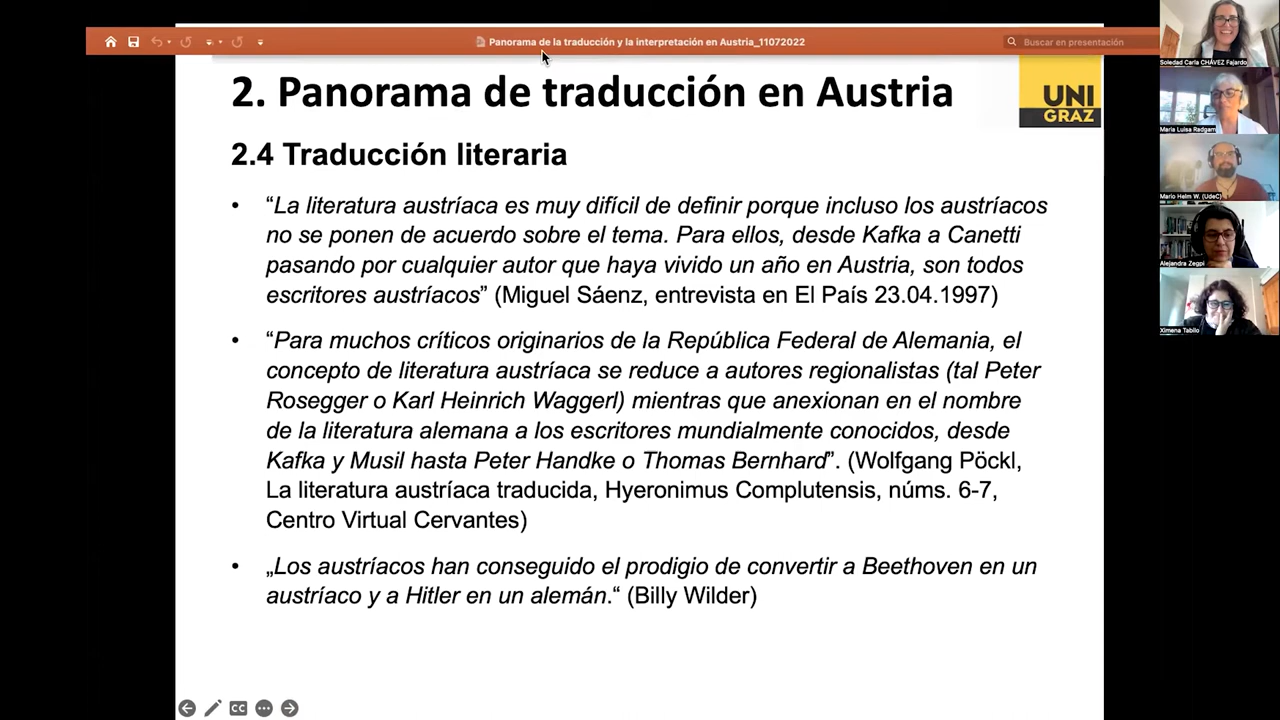 Panorama de la traducción y la interpretación en Austria_11072022
Buscar en presentación
2. Panorama de traducción en Austria
UNI
GRAZ
2.4 Traducción literaria
• “La literatura austríaca es muy difícil de definir porque incluso los austríacos
no se ponen de acuerdo sobre el tema. Para ellos, desde Kafka a Canetti
pasando por cualquier autor que haya vivido un año en Austria, son todos
escritores austríacos” (Miguel Sáenz, entrevista en El País 23.04.1997)
• “Para muchos críticos originarios de la República Federal de Alemania, el
concepto de literatura austríaca se reduce a autores regionalistas (tal Peter
Rosegger o Karl Heinrich Waggerl) mientras que anexionan en el nombre
de la literatura alemana a los escritores mundialmente conocidos, desde
Kafka y Musil hasta Peter Handke o Thomas Bernhard”. (Wolfgang Pöckl,
La literatura austríaca traducida, Hyeronimus Complutensis, núms. 6-7,
Centro Virtual Cervantes)
• „Los austríacos han conseguido el prodigio de convertir a Beethoven en un
austríaco y a Hitler en un alemán.“ (Billy Wilder)
CC
Soledad Carla CHÁVEZ Fajardo
Maria Luisa Radgam
Mario Helm W. (UdeC)
Alejandra Zegpi
Ximena Tabilo